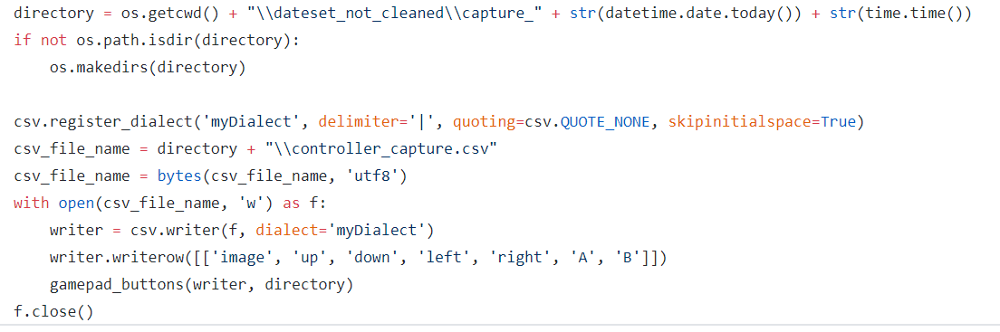 directory = os.getcwd() + "\\dateset_not_cleaned\\capture_" + str(datetime.date.today()) + str(time.time())
if not os.path.isdir(directory):
    os.makedirs(directory)

csv.register_dialect('myDialect', delimiter='|', quoting=csv.QUOTE_NONE, skipinitialspace=True)
csv_file_name = directory + "\\controller_capture.csv"
csv_file_name = bytes(csv_file_name, 'utf8')
with open(csv_file_name, 'w') as f:
    writer = csv.writer(f, dialect='myDialect')
    writer.writerow([['image', 'up', 'down', 'left', 'right', 'A', 'B']])
    gamepad_buttons(writer, directory)
f.close()